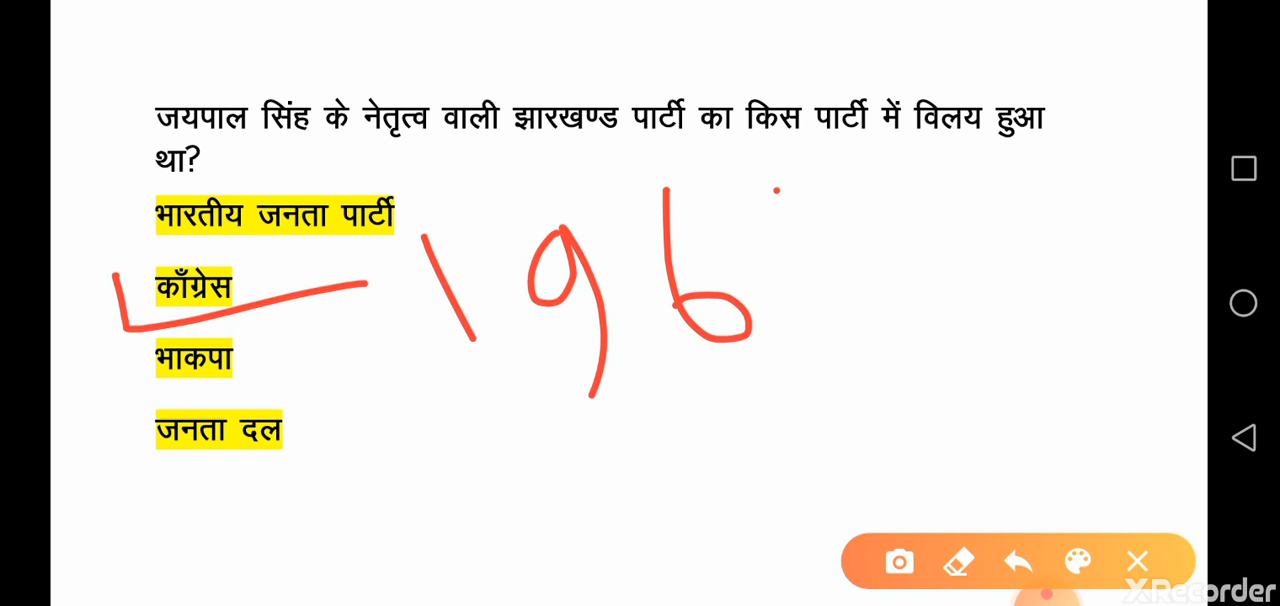 जयपाल सिंह के नेतृत्व वाली झारखण्ड पार्टी का किस पार्टी में विलय हुआ
था?
भारतीय जनता पार्टी
काँग्रेस
196
भाकपा
जनता दल
XRecorder